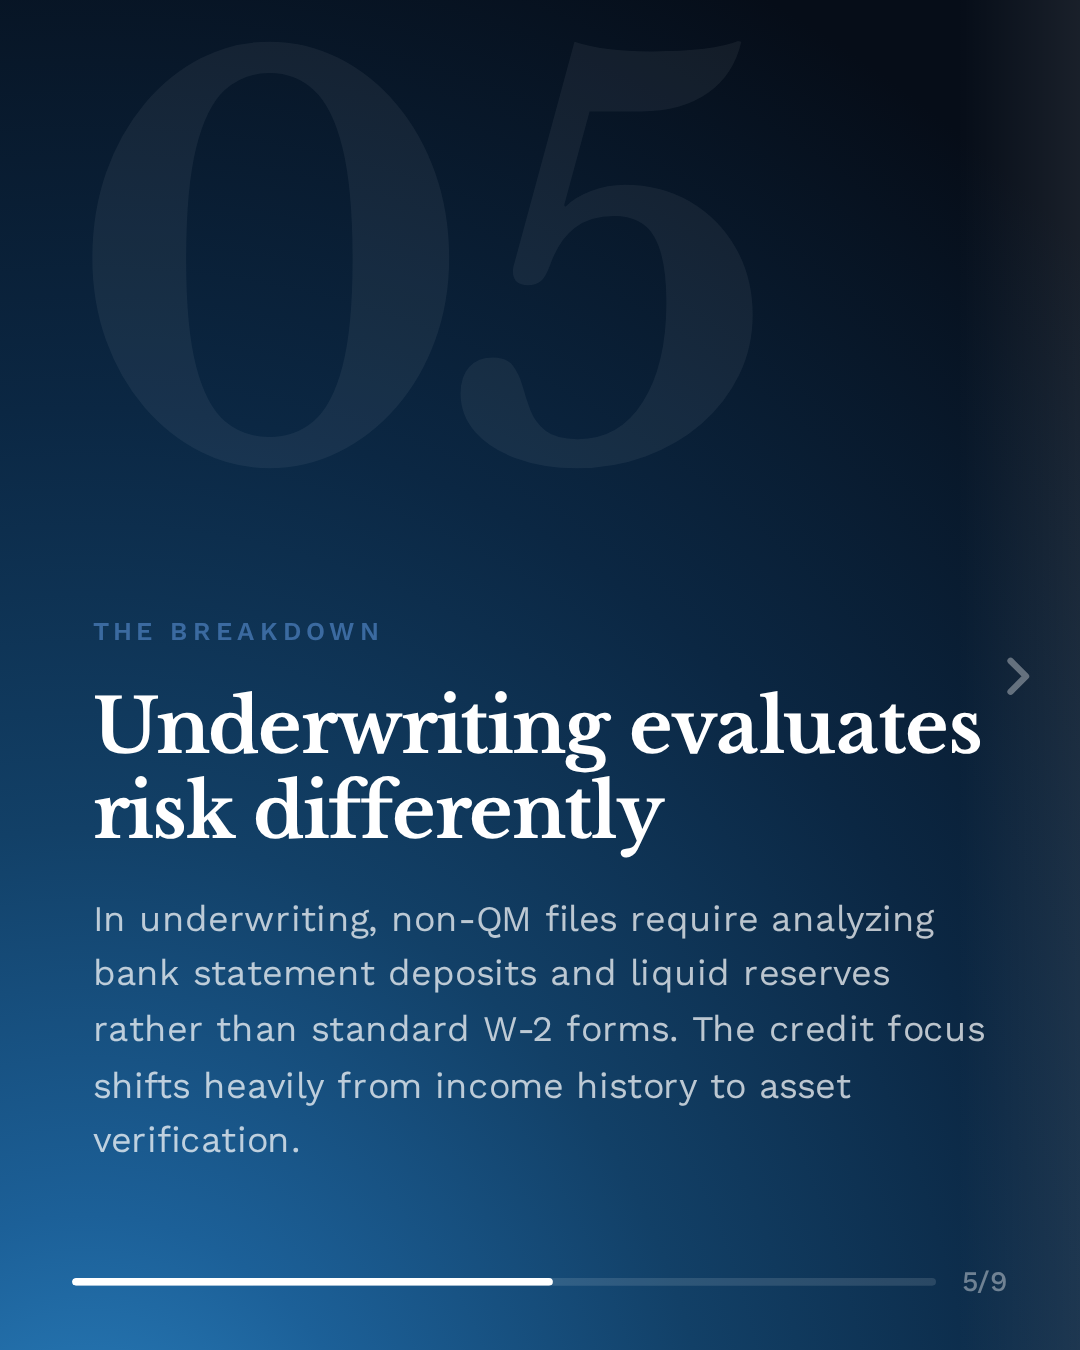 05
THE BREAKDOWN
Underwriting evaluates
risk differently
In underwriting, non-QM files require analyzing
bank statement deposits and liquid reserves
rather than standard W-2 forms. The credit focus
shifts heavily from income history to asset
verification.
5/9